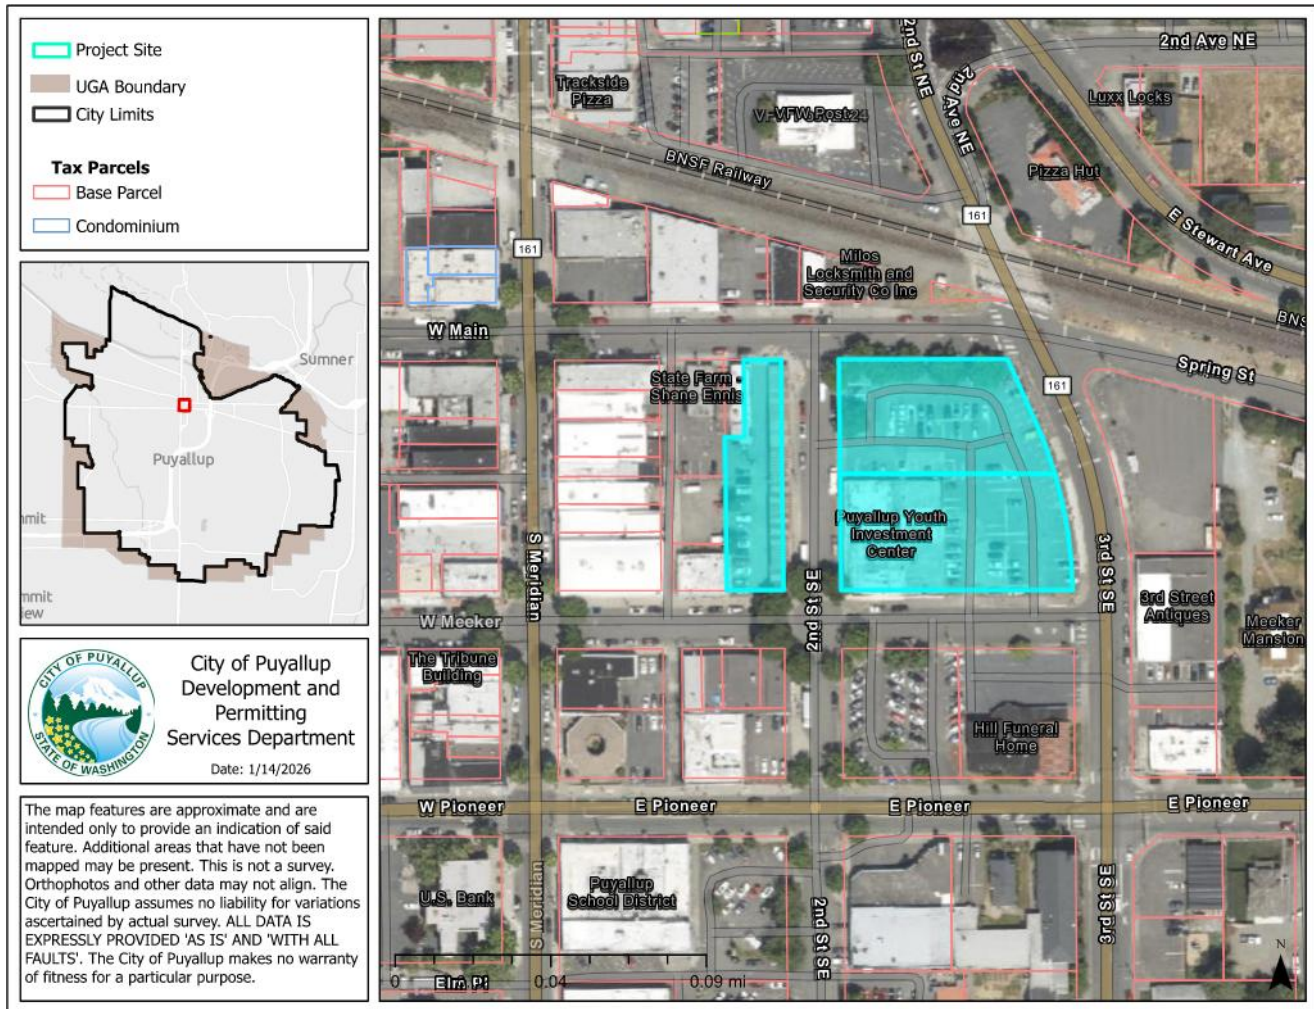 Project Site
UGA Boundary
City Limits
Tax Parcels
Base Parcel
Condominium
Sumner
Puyallup
CITY OF PUYALLUP
STATE OF WASHINGTON
City of Puyallup
Development and
Permitting
Services Department
Date: 1/14/2026
The map features are approximate and are
intended only to provide an indication of said
feature. Additional areas that have not been
mapped may be present. This is not a survey.
Orthophotos and other data may not align. The
City of Puyallup assumes no liability for variations
ascertained by actual survey. ALL DATA IS
EXPRESSLY PROVIDED 'AS IS' AND 'WITH ALL
FAULTS'. The City of Puyallup makes no warranty
of fitness for a particular purpose.
2nd St NE
2nd Ave NE
2nd Ave NE
Trackside
Pizza
VFW Post
Luxx Locks
BNSF Railway
Pizza Hut
161
161
E Stewart Ave
Milos
Locksmith and
Security Co Inc
BNS
W Main
Spring St
State Farm -
Shane Ennis
161
Puyallup Youth
Investment
Center
S Meridian
2nd St SE
3rd St SE
3rd Street
Antiques
W Meeker
Meeker
Mansion
The Tribune
Building
Hill Funeral
Home
W Pioneer
E Pioneer
E Pioneer
E Pioneer
U.S. Bank
S Meridian
Puyallup
School District
2nd St SE
3rd St SE
N
0
0.04
0.09 mi
Elm Pl